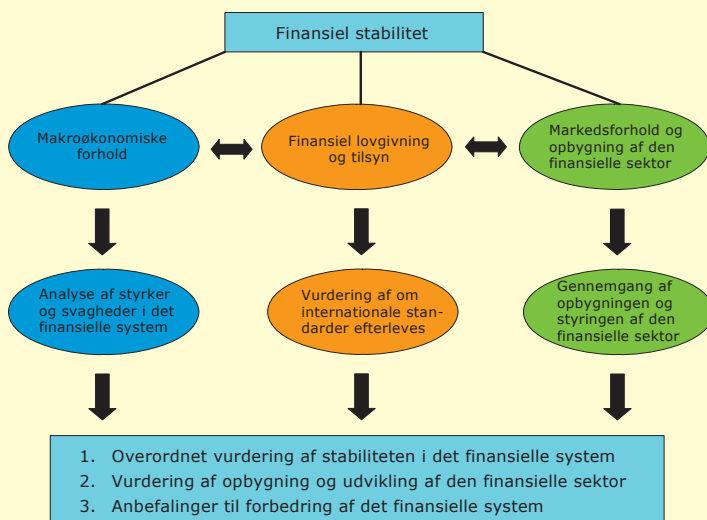 Finansiel stabilitet
Makroøkonomiske
forhold
Finansiel lovgivning
og tilsyn
Markedsforhold og
opbygning af den
finansielle sektor
Analyse af styrker
og svagheder i det
finansielle system
Vurdering af om
internationale stan-
darder efterleves
Gennemgang af
opbygningen og
styringen af den
finansielle sektor
1. Overordnet vurdering af stabiliteten i det finansielle system
2. Vurdering af opbygning og udvikling af den finansielle sektor
3. Anbefalinger til forbedring af det finansielle system